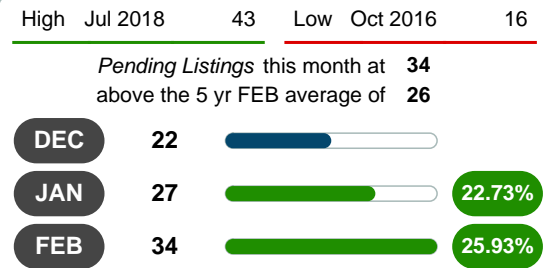 High Jul 2018 43 Low Oct 2016 16
Pending Listings this month at 34
above the 5 yr FEB average of 26
DEC 22
JAN 27 22.73%
FEB 34 25.93%